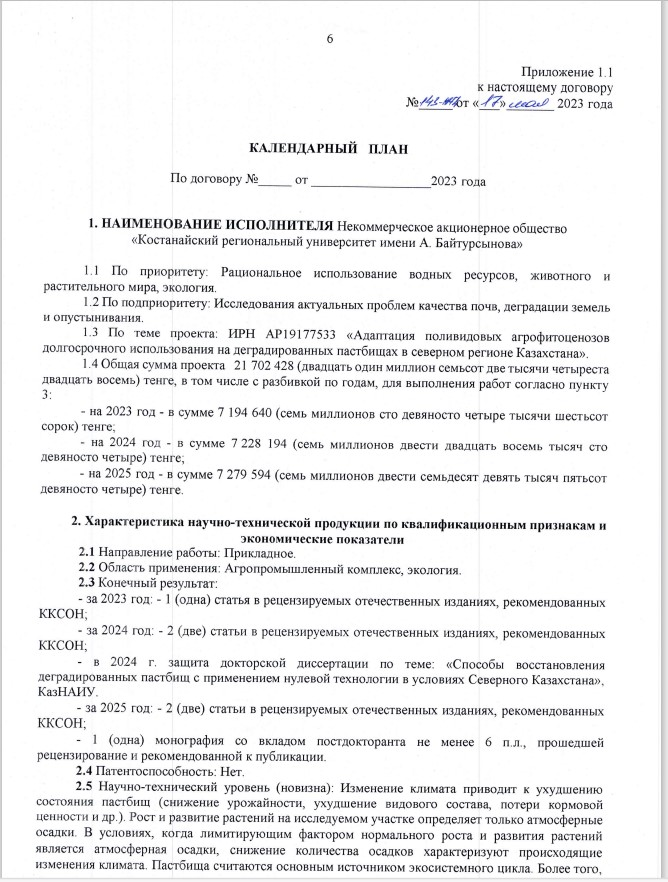 6
Приложение 1.1
к настоящему договору
№ от «17» мая 2023 года
КАЛЕНДАРНЫЙ ПЛАН
По договору №_____ от __________________2023 года
1. НАИМЕНОВАНИЕ ИСПОЛНИТЕЛЯ Некоммерческое акционерное общество
«Костанайский региональный университет имени А. Байтурсынова»
1.1 По приоритету: Рациональное использование водных ресурсов, животного и
растительного мира, экология.
1.2 По подприоритету: Исследования актуальных проблем качества почв, деградации земель
и опустынивания.
1.3 По теме проекта: ИРН АР19177533 «Адаптация поливидовых агрофитоценозов
долгосрочного использования на деградированных пастбищах в северном регионе Казахстана».
1.4 Общая сумма проекта 21 702 428 (двадцать один миллион семьсот две тысячи четыреста
двадцать восемь) тенге, в том числе с разбивкой по годам, для выполнения работ согласно пункту
3:
- на 2023 год - в сумме 7 194 640 (семь миллионов сто девяносто четыре тысячи шестьсот
сорок) тенге;
- на 2024 год - в сумме 7 228 194 (семь миллионов двести двадцать восемь тысяч сто
девяносто четыре) тенге;
- на 2025 год - в сумме 7 279 594 (семь миллионов двести семьдесят девять тысяч пятьсот
девяносто четыре) тенге.
2. Характеристика научно-технической продукции по квалификационным признакам и
экономические показатели
2.1 Направление работы: Прикладное.
2.2 Область применения: Агропромышленный комплекс, экология.
2.3 Конечный результат:
- за 2023 год: - 1 (одна) статья в рецензируемых отечественных изданиях, рекомендованных
ККСОН;
- за 2024 год: - 2 (две) статьи в рецензируемых отечественных изданиях, рекомендованных
ККСОН;
- в 2024 г. защита докторской диссертации по теме: «Способы восстановления
деградированных пастбищ с применением нулевой технологии в условиях Северного Казахстана»,
КазНАИУ.
- за 2025 год: - 2 (две) статьи в рецензируемых отечественных изданиях, рекомендованных
ККСОН;
- 1 (одна) монография со вкладом постдокторанта не менее 6 п.л., прошедшей
рецензирование и рекомендованной к публикации.
2.4 Патентоспособность: Нет.
2.5 Научно-технический уровень (новизна): Изменение климата приводит к ухудшению
состояния пастбищ (снижение урожайности, ухудшение видового состава, потери кормовой
ценности и др.). Рост и развитие растений на исследуемом участке определяет только атмосферные
осадки. В условиях, когда лимитирующим фактором нормального роста и развития растений
является атмосферная осадки, снижение количества осадков характеризуют происходящие
изменения климата. Пастбища считаются основным источником экосистемного цикла. Более того,